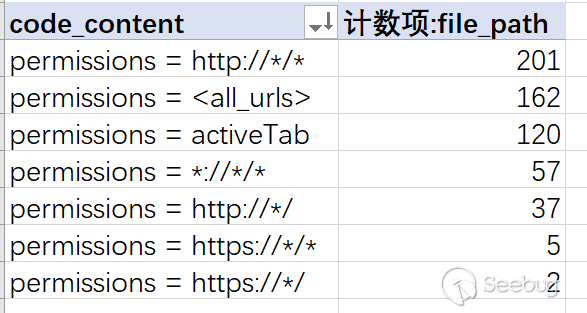 code_content 计数项:file_path
permissions = http://*/* 201
permissions = <all_urls> 162
permissions = activeTab 120
permissions = *://*/* 57
permissions = http://*/ 37
permissions = https://*/* 5
permissions = https://*/ 2
Seebug